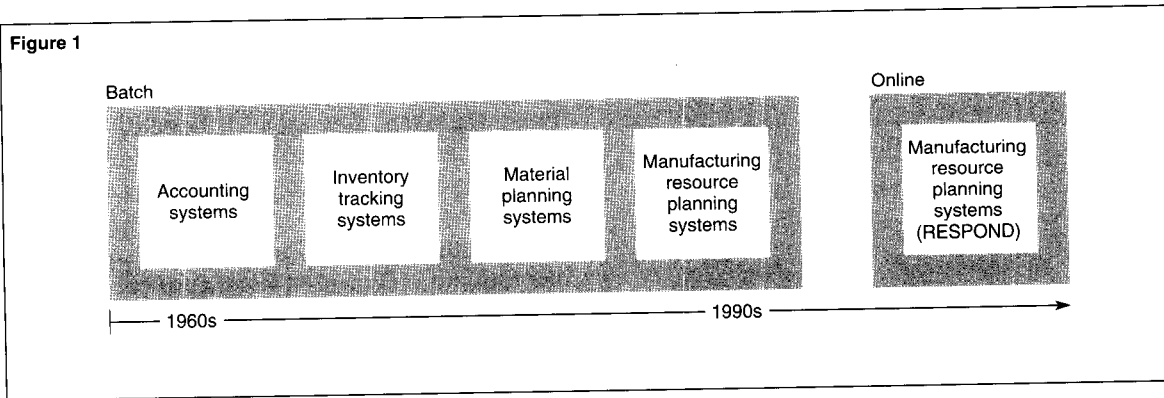 Figure 1
Batch
Online
Accounting
systems
Inventory
tracking
systems
Material
planning
systems
Manufacturing
resource
planning
systems
Manufacturing
resource
planning
systems
(RESPOND)
1960s
1990s